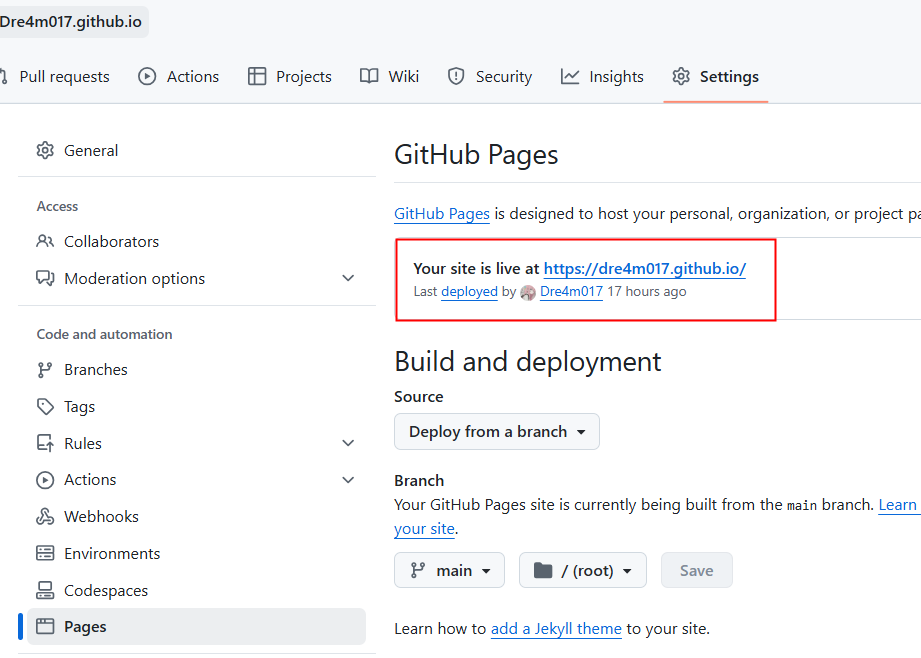 Dre4m017.github.io
Pull requests Actions Projects Wiki Security Insights Settings
General
Access
Collaborators
Moderation options
Code and automation
Branches
Tags
Rules
Actions
Webhooks
Environments
Codespaces
Pages
GitHub Pages
GitHub Pages is designed to host your personal, organization, or project pa
Your site is live at https://dre4m017.github.io/
Last deployed by Dre4m017 17 hours ago
Build and deployment
Source
Deploy from a branch
Branch
Your GitHub Pages site is currently being built from the main branch. Learn
your site.
main / (root) Save
Learn how to add a Jekyll theme to your site.